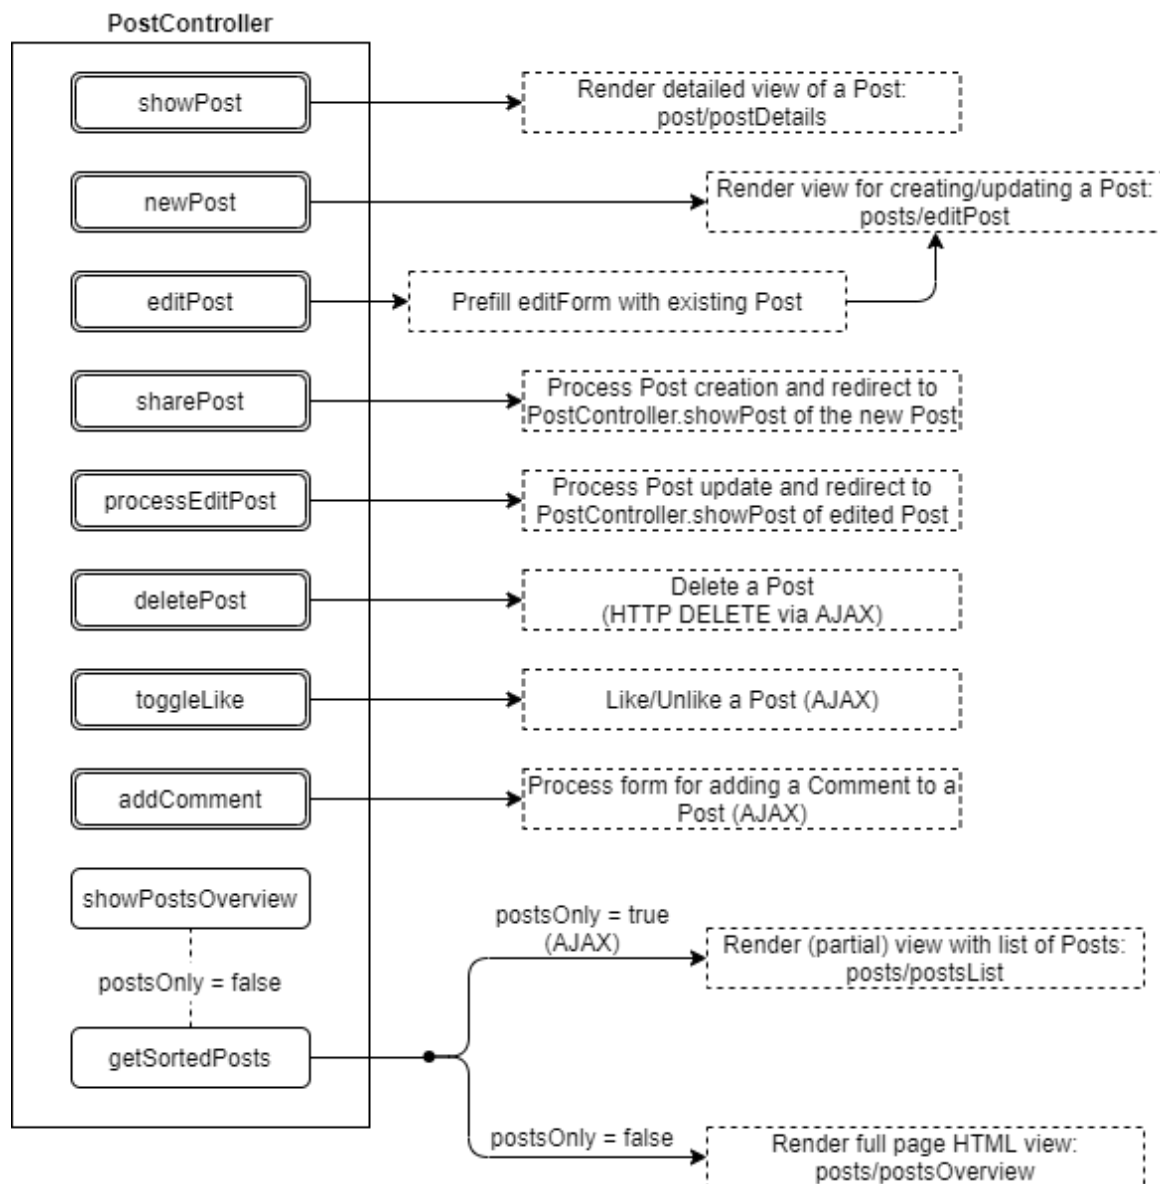 PostController
showPost
Render detailed view of a Post:
post/postDetails
newPost
Render view for creating/updating a Post:
posts/editPost
editPost
Prefill editForm with existing Post
sharePost
Process Post creation and redirect to
PostController.showPost of the new Post
processEditPost
Process Post update and redirect to
PostController.showPost of edited Post
deletePost
Delete a Post
(HTTP DELETE via AJAX)
toggleLike
Like/Unlike a Post (AJAX)
addComment
Process form for adding a Comment to a
Post (AJAX)
showPostsOverview
postsOnly = false
getSortedPosts
postsOnly = true
(AJAX)
Render (partial) view with list of Posts:
posts/postsList
postsOnly = false
Render full page HTML view:
posts/postsOverview